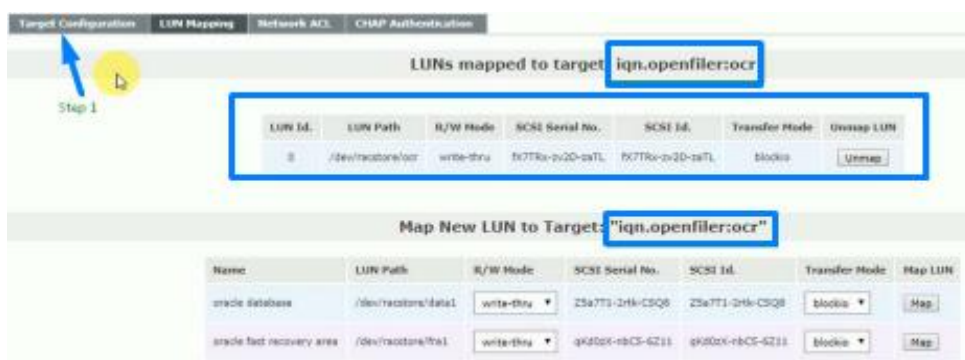 Target Configuration LUN Mapping Network ACL CHAP Authentication
LUNs mapped to target: iqn.openfiler:ocr
Step 1
LUN Id. LUN Path R/W Mode SCSI Serial No. SCSI Id. Transfer Mode Unmap LUN
0 /dev/racstore/ocr write-thru blockio Unmap
Map New LUN to Target: "iqn.openfiler:ocr"
Name LUN Path R/W Mode SCSI Serial No. SCSI Id. Transfer Mode Map LUN
oracle database /dev/racstore/data1 write-thru blockio Map
oracle fast recovery area /dev/racstore/fra1 write-thru blockio Map